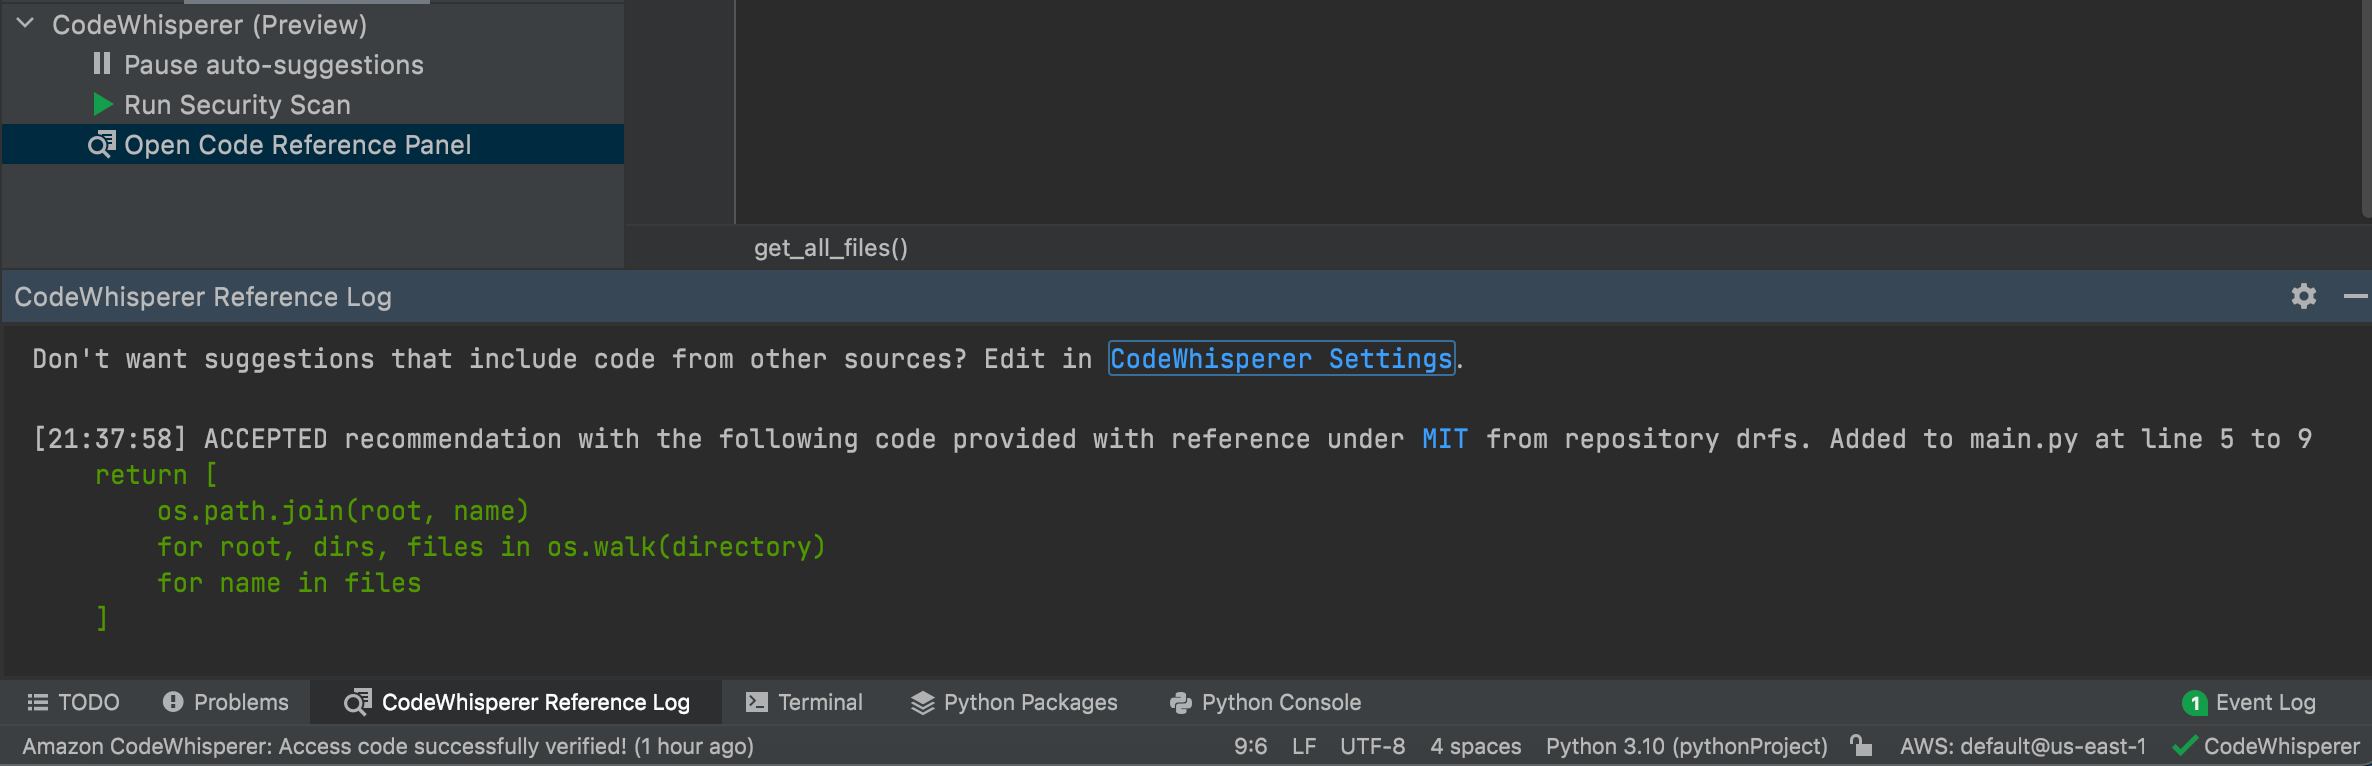 CodeWhisperer (Preview)
Pause auto-suggestions
Run Security Scan
Open Code Reference Panel
get_all_files()
CodeWhisperer Reference Log
Don't want suggestions that include code from other sources? Edit in CodeWhisperer Settings.
[21:37:58] ACCEPTED recommendation with the following code provided with reference under MIT from repository drfs. Added to main.py at line 5 to 9
    return [
        os.path.join(root, name)
        for root, dirs, files in os.walk(directory)
        for name in files
    ]
TODO Problems CodeWhisperer Reference Log Terminal Python Packages Python Console 1 Event Log
Amazon CodeWhisperer: Access code successfully verified! (1 hour ago) 9:6 LF UTF-8 4 spaces Python 3.10 (pythonProject) AWS: default@us-east-1 CodeWhisperer